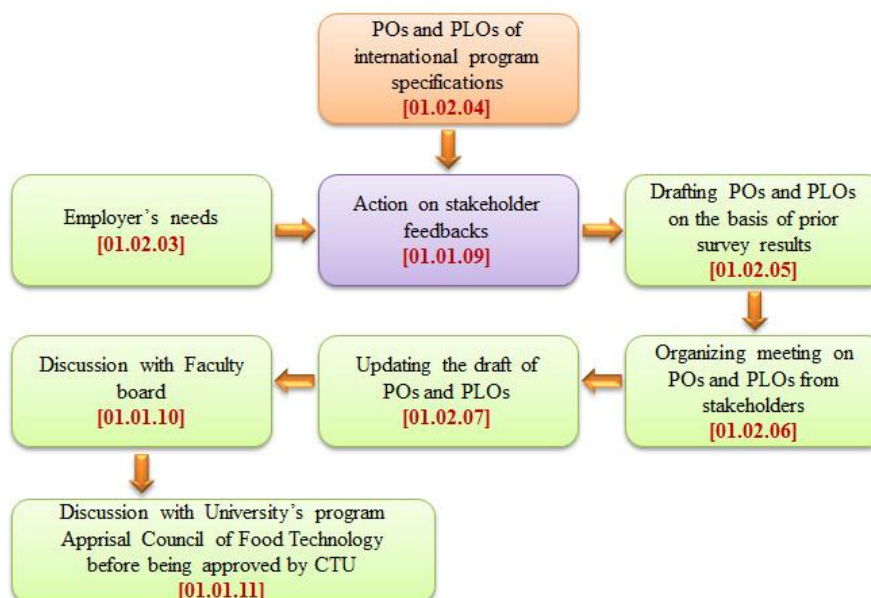 POs and PLOs of
international program
specifications
[01.02.04]
Employer’s needs
[01.02.03]
Action on stakeholder
feedbacks
[01.01.09]
Drafting POs and PLOs
on the basis of prior
survey results
[01.02.05]
Organizing meeting on
POs and PLOs from
stakeholders
[01.02.06]
Updating the draft of
POs and PLOs
[01.02.07]
Discussion with Faculty
board
[01.01.10]
Discussion with University’s program
Apprisal Council of Food Technology
before being approved by CTU
[01.01.11]